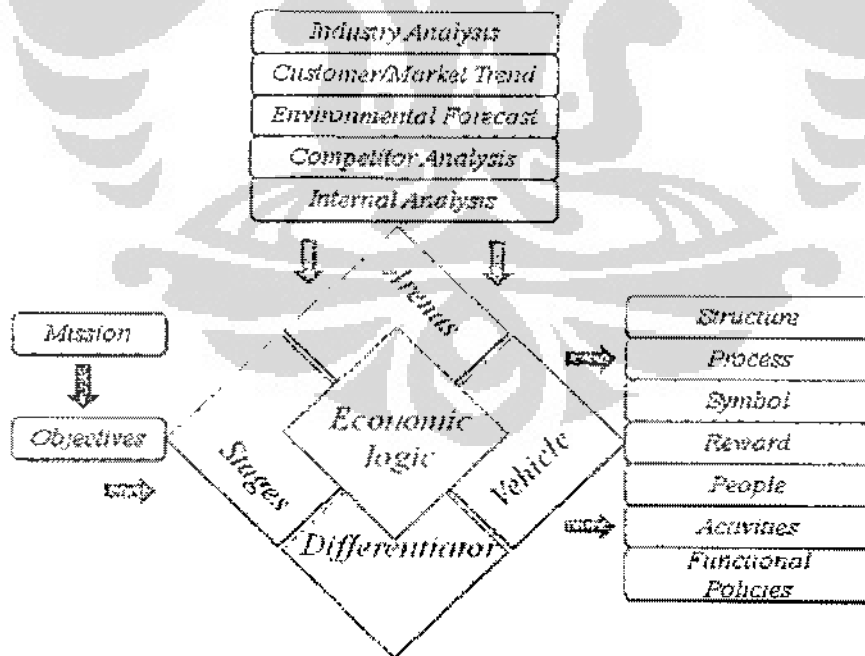 Industry Analysis
Customer/Market Trend
Environmental Forecast
Competitor Analysis
Internal Analysis
Mission
Objectives
Stages
Economic
logic
Vehicle
Differentiator
Structure
Process
Symbol
Reward
People
Activities
Functional
Policies